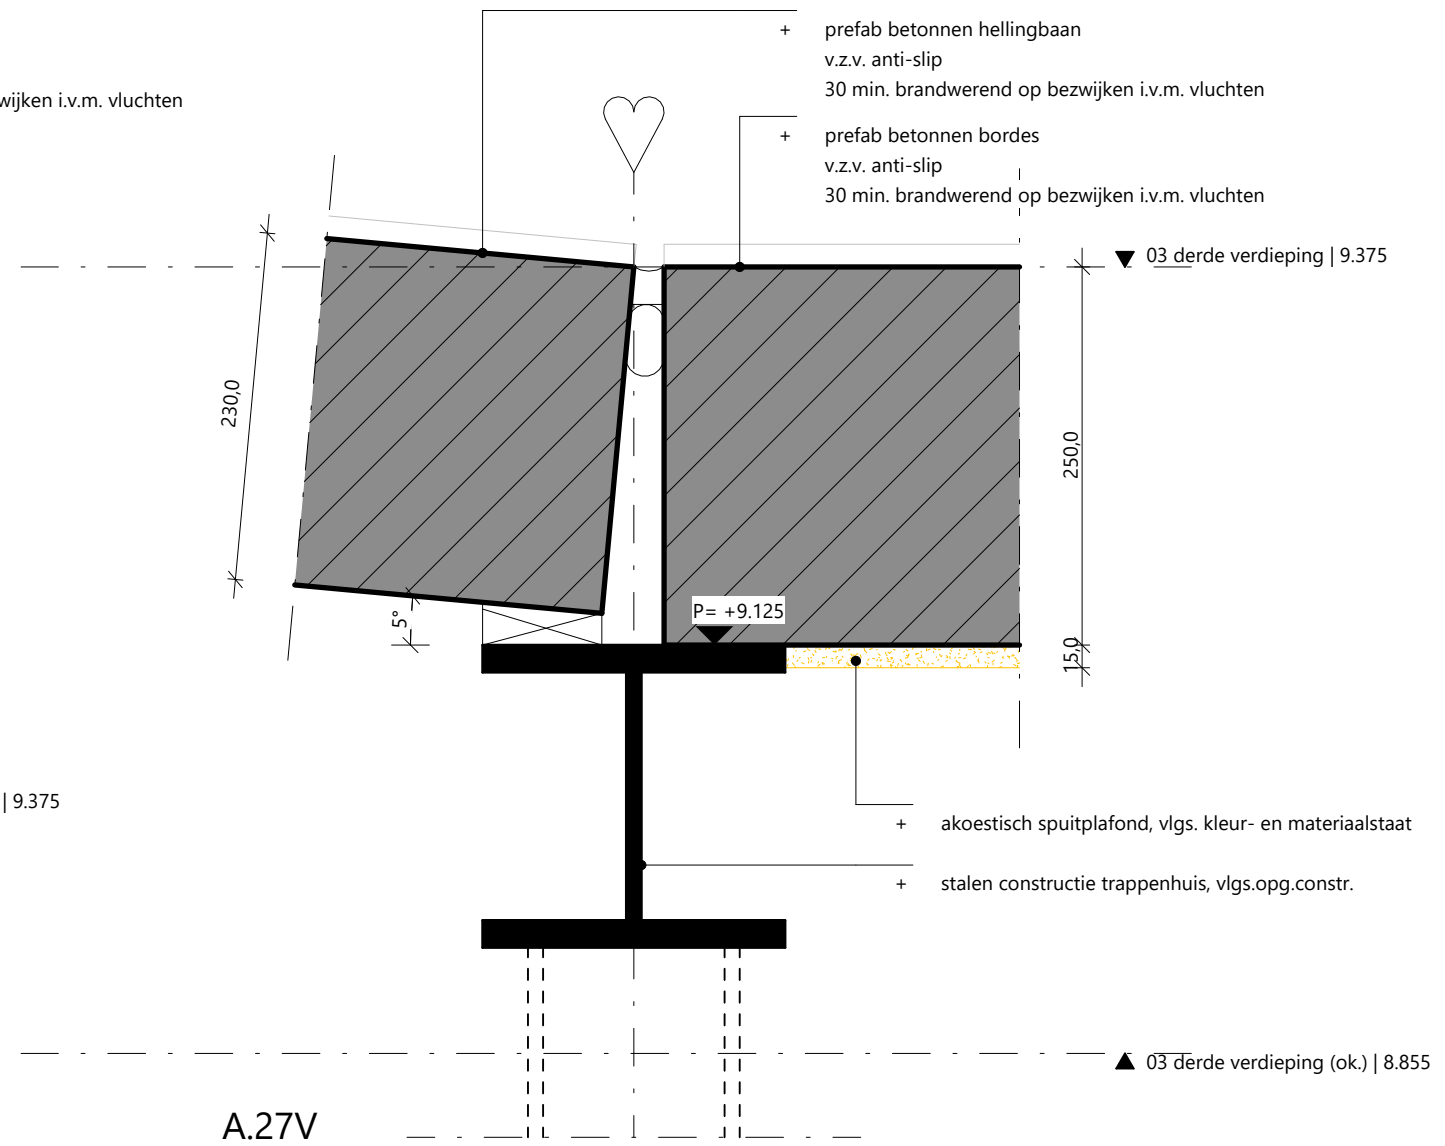 + prefab betonnen hellingbaan
v.z.v. anti-slip
30 min. brandwerend op bezwijken i.v.m. vluchten
wijken i.v.m. vluchten
+ prefab betonnen bordes
v.z.v. anti-slip
30 min. brandwerend op bezwijken i.v.m. vluchten
03 derde verdieping | 9.375
230,0
250,0
P= +9.125
5°
15,0
| 9.375
+ akoestisch spuitplafond, vlgs. kleur- en materiaalstaat
+ stalen constructie trappenhuis, vlgs.opg.constr.
03 derde verdieping (ok.) | 8.855
A.27V